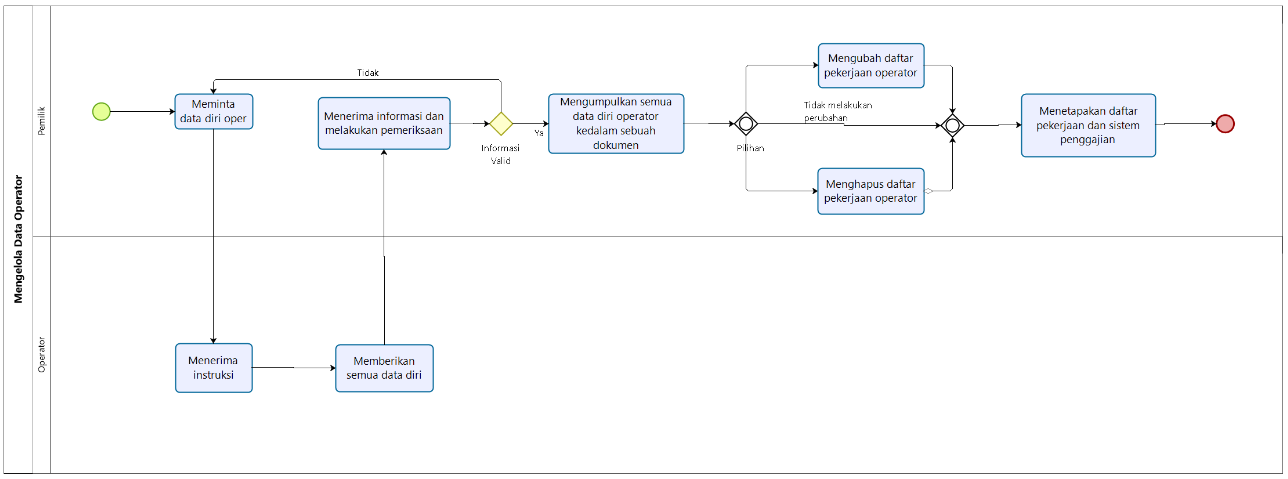 Mengelola Data Operator
Pemilik
Meminta
data diri oper
Tidak
Menerima informasi dan
melakukan pemeriksaan
Informasi
Valid
Ya
Mengumpulkan semua
data diri operator
kedalam sebuah
dokumen
Pilihan
Mengubah daftar
pekerjaan operator
Tidak melakukan
perubahan
Menghapus daftar
pekerjaan operator
Menetapakan daftar
pekerjaan dan sistem
penggajian
Operator
Menerima
instruksi
Memberikan
semua data diri